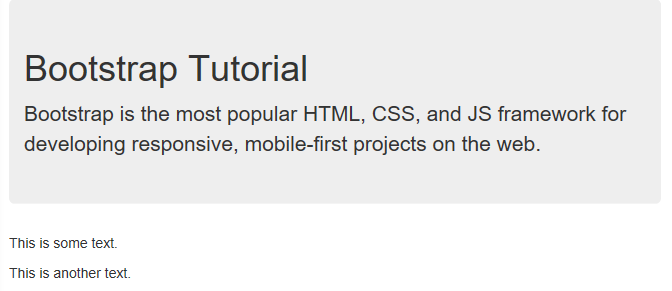 Bootstrap Tutorial
Bootstrap is the most popular HTML, CSS, and JS framework for
developing responsive, mobile-first projects on the web.
This is some text.
This is another text.